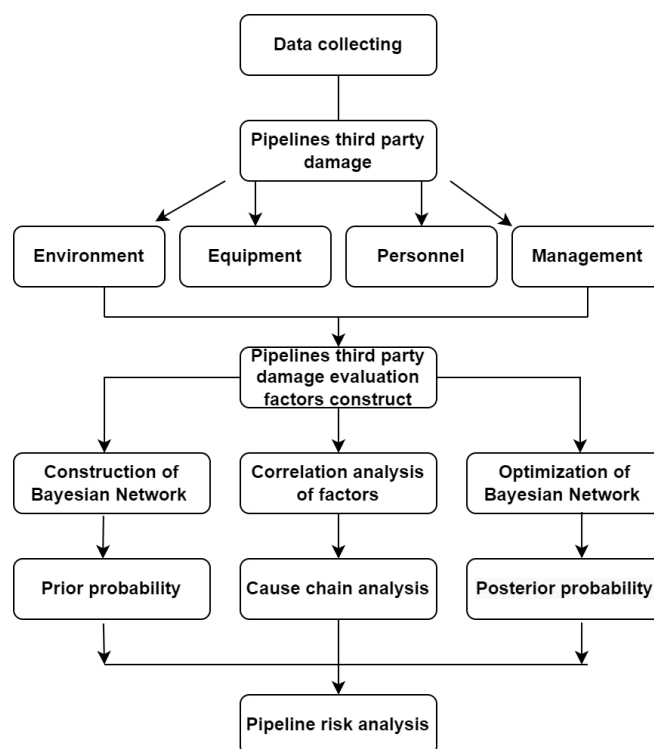 Data collecting
Pipelines third party
damage
Environment
Equipment
Personnel
Management
Pipelines third party
damage evaluation
factors construct
Construction of
Bayesian Network
Correlation analysis
of factors
Optimization of
Bayesian Network
Prior probability
Cause chain analysis
Posterior probability
Pipeline risk analysis